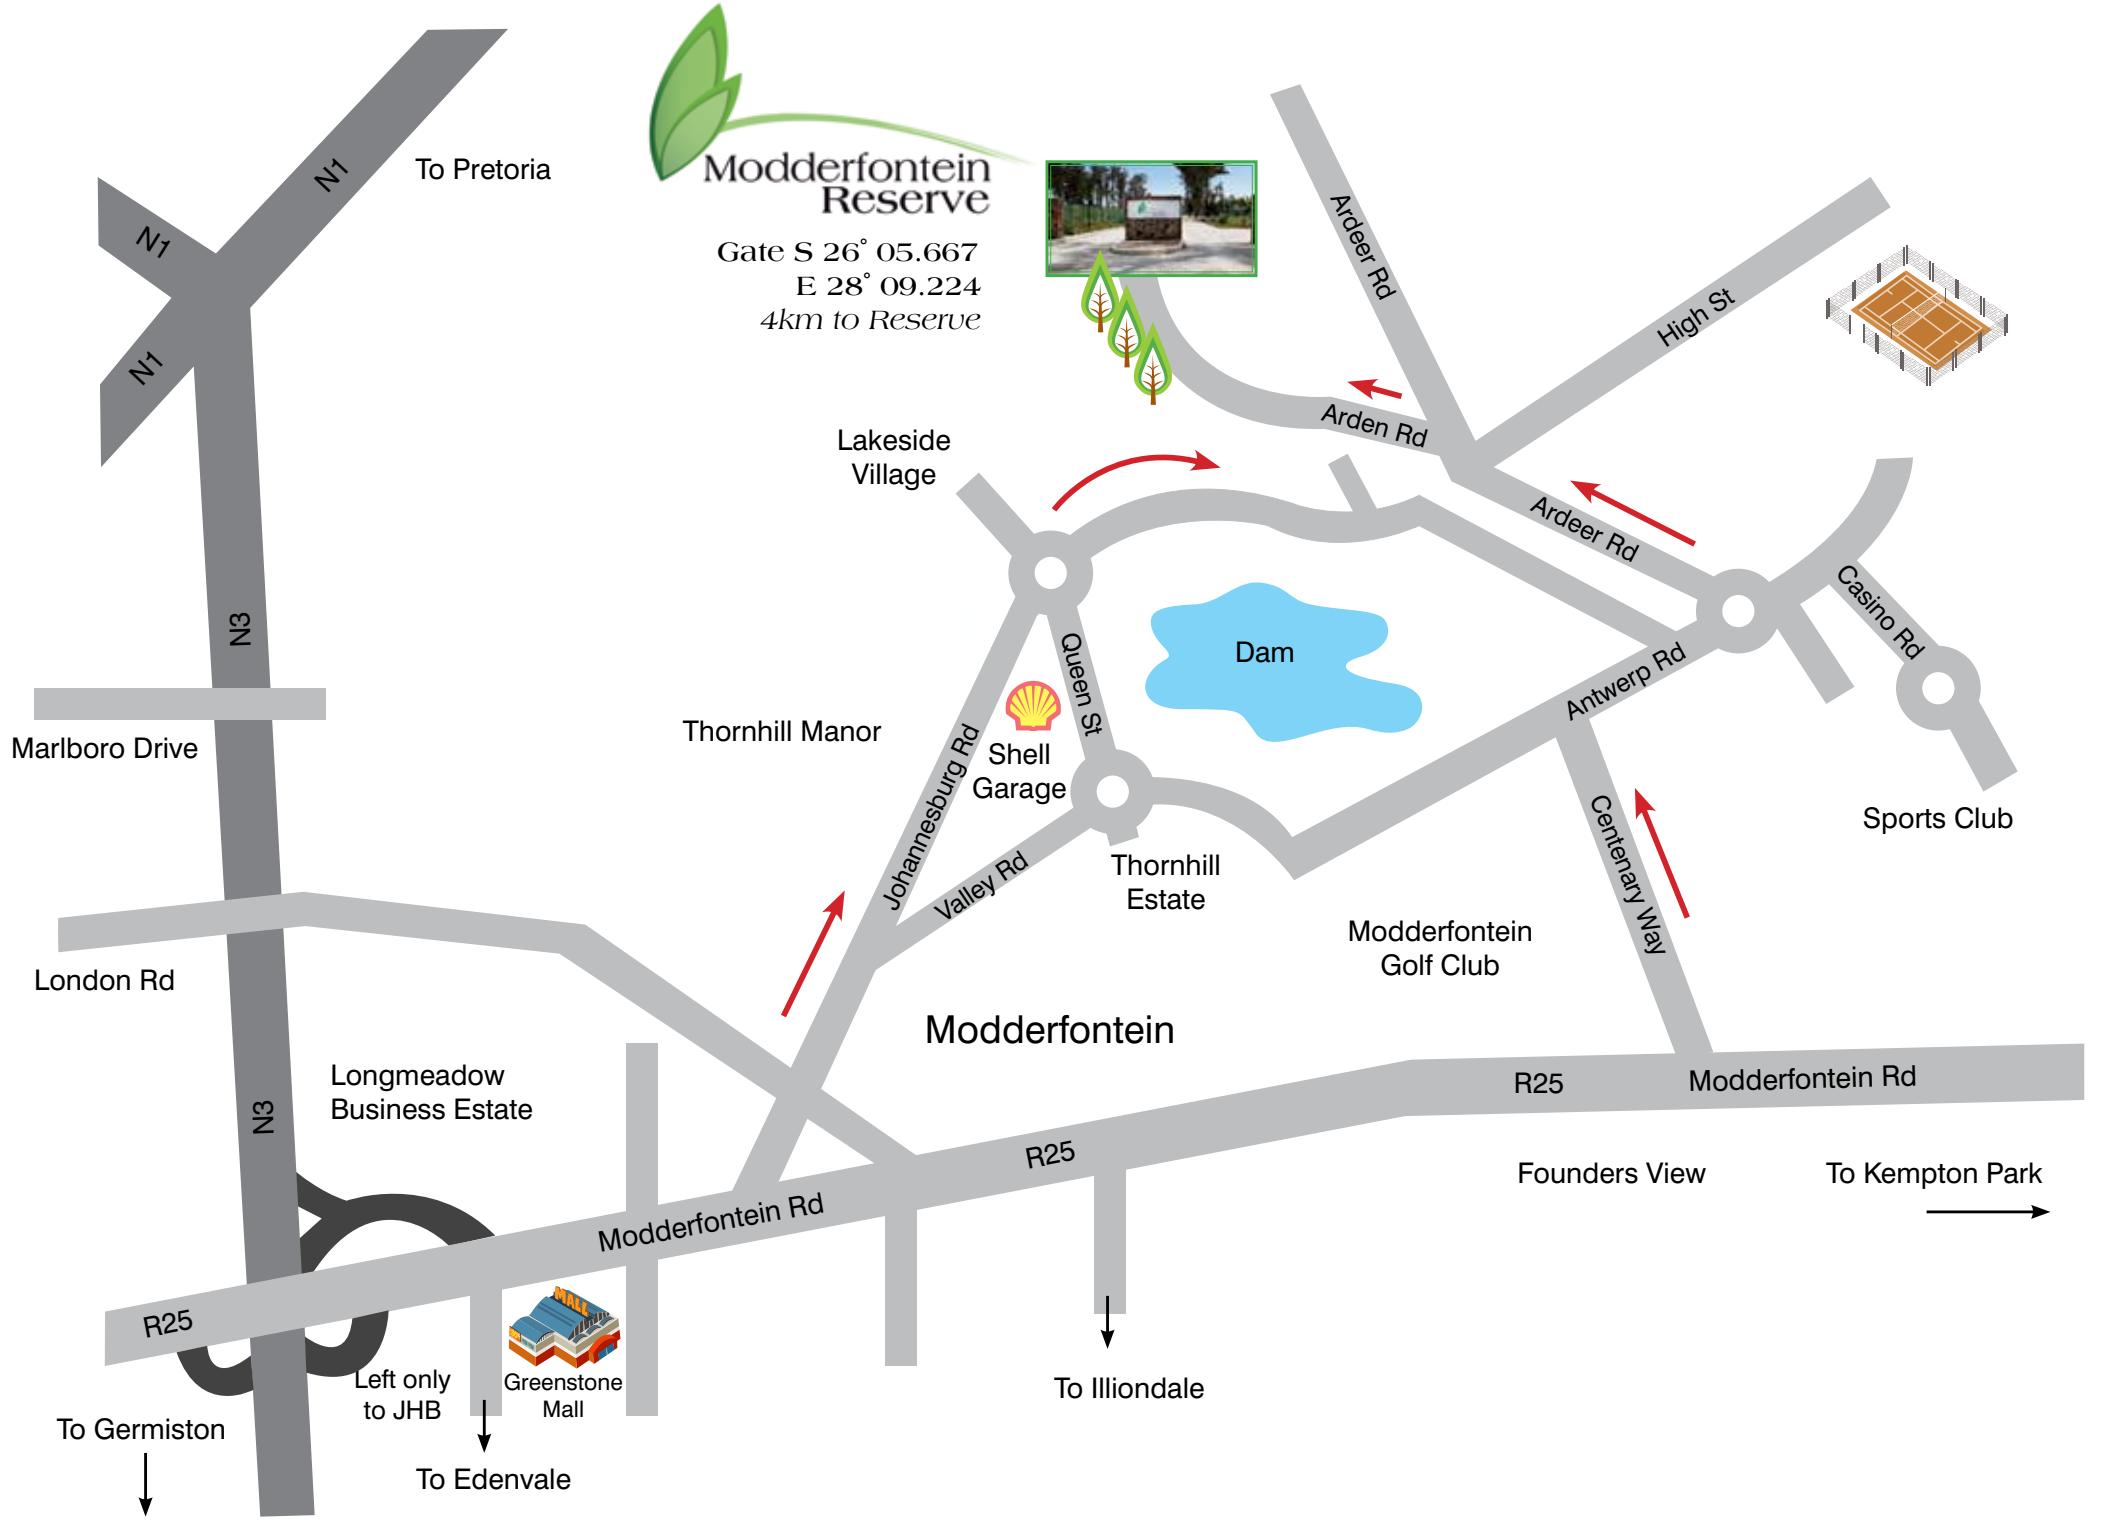 Modderfontein
Reserve
Gate S 26° 05.667
E 28° 09.224
4km to Reserve
To Pretoria
N1
N1
N1
Ardeer Rd
High St
Arden Rd
Lakeside
Village
Ardeer Rd
Casino Rd
N3
Queen St
Dam
Antwerp Rd
Marlboro Drive
Thornhill Manor
Johannesburg Rd
Shell
Garage
Centenary Way
Sports Club
Valley Rd
Thornhill
Estate
Modderfontein
Golf Club
London Rd
Modderfontein
Longmeadow
Business Estate
N3
R25
Modderfontein Rd
R25
Founders View
To Kempton Park
Modderfontein Rd
R25
MALL
Left only
to JHB
Greenstone
Mall
To Illiondale
To Germiston
To Edenvale